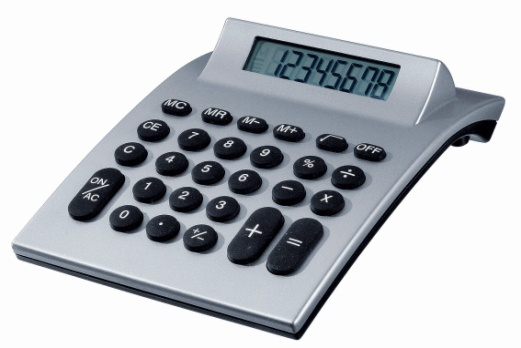 12345678
MC MR M- M+ √ OFF
CE 7 8 9 % ÷
C 4 5 6 - x
ON/AC 1 2 3 + =
0 . +/-